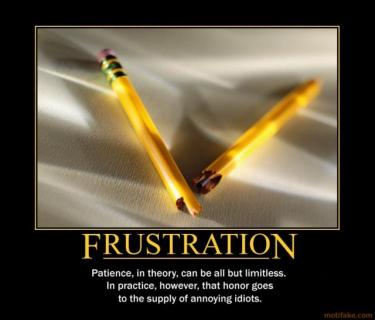 FRUSTRATION
Patience, in theory, can be all but limitless.
In practice, however, that honor goes
to the supply of annoying idiots.
motifake.com